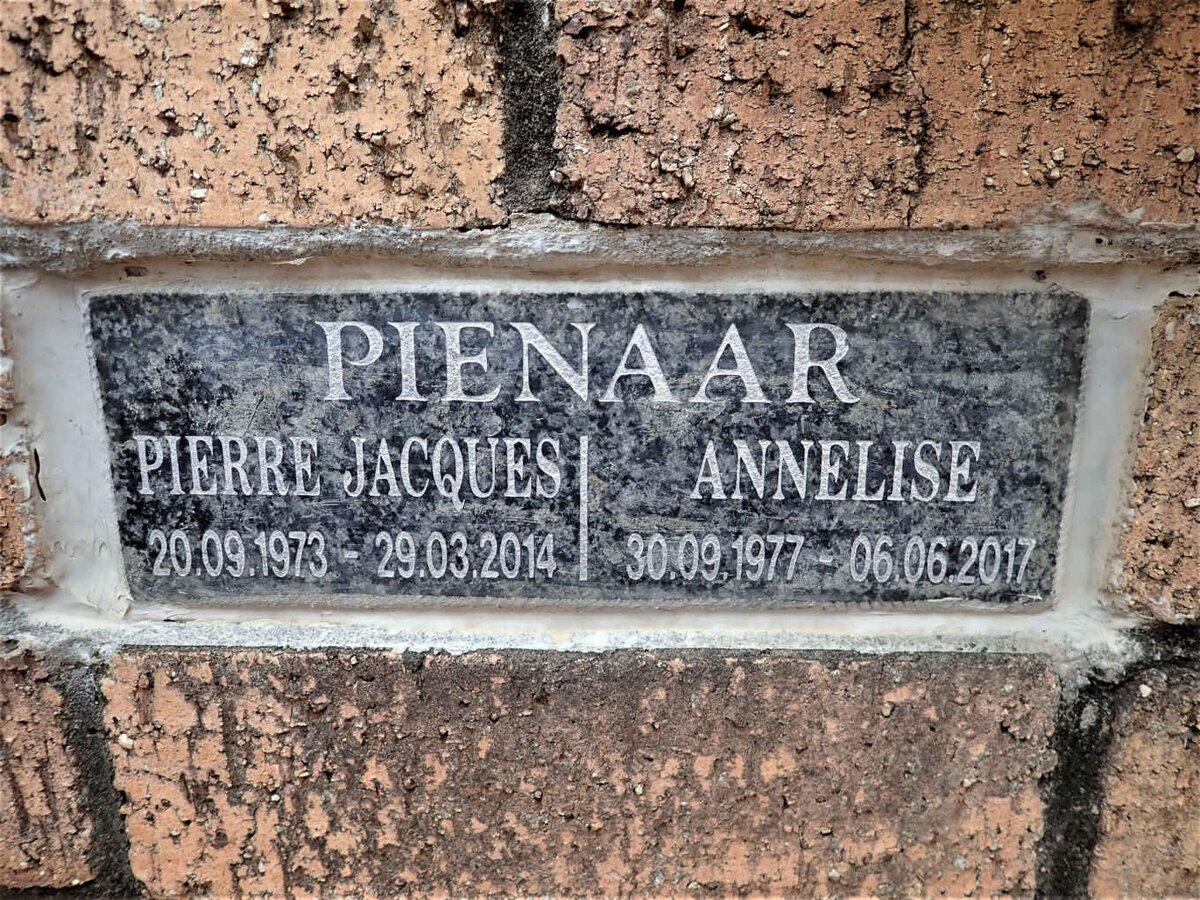 PIENAAR
PIERRE JACQUES | ANNELISE
20.09.1973 - 29.03.2014 | 30.09.1977 - 06.06.2017